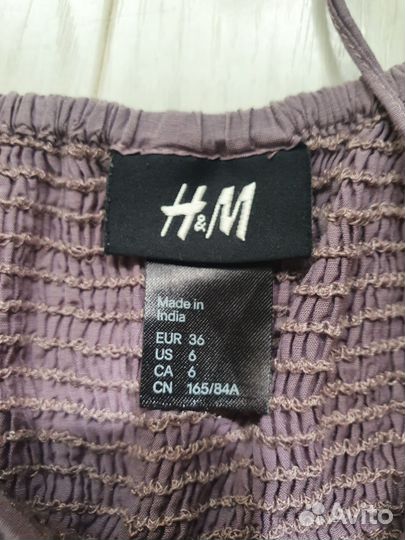 H&M
Made in
India
EUR 36
US 6
CA 6
CN 165/84A
Avito